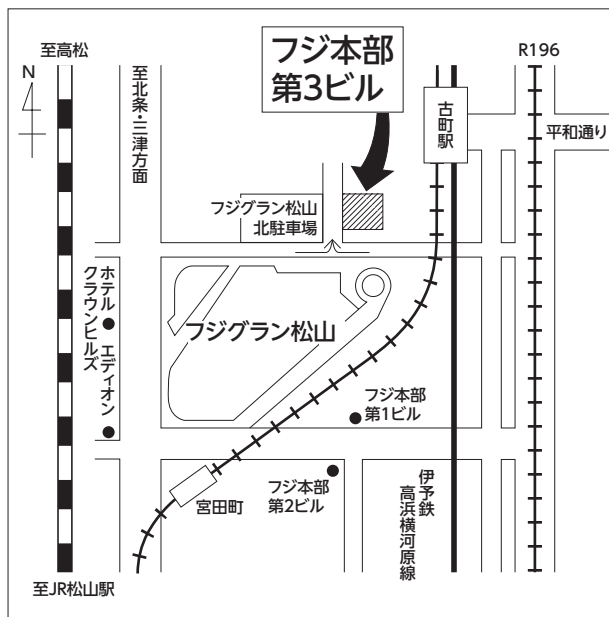 至高松
N
至北条・三津方面
フジ本部
第3ビル
R196
古町駅
平和通り
フジグラン松山
北駐車場
ホテル
クラウンヒルズ
エディオン
フジグラン松山
フジ本部
第1ビル
フジ本部
第2ビル
宮田町
伊予鉄
高浜横河原線
至JR松山駅